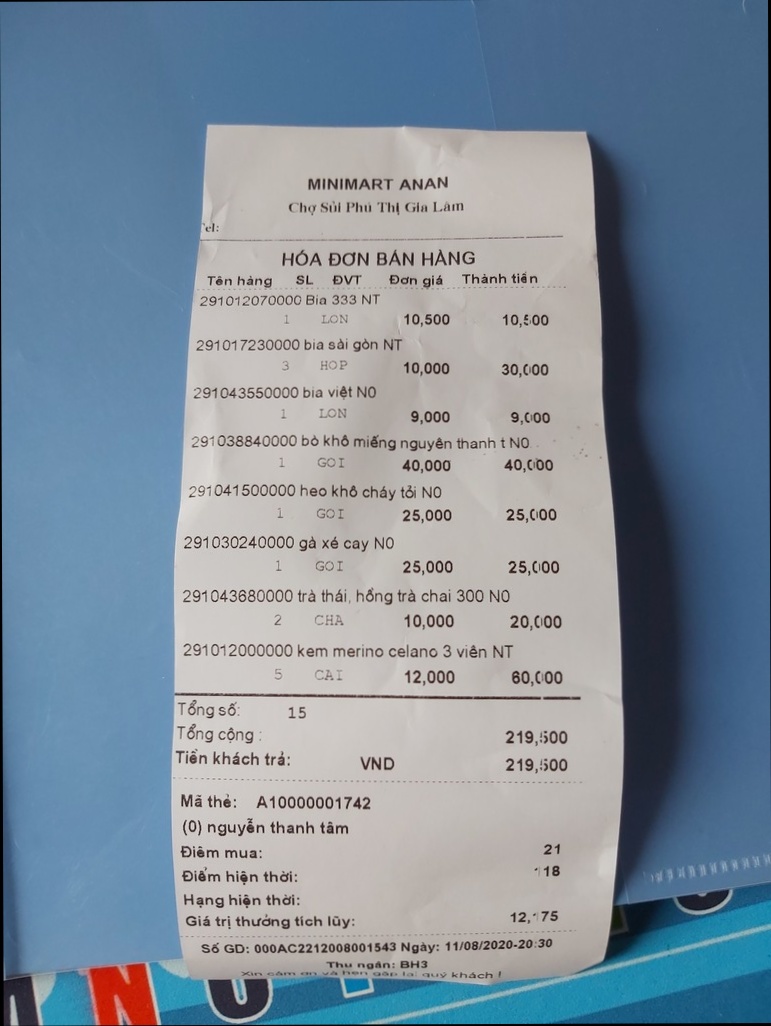 MINIMART ANAN
Chợ Sủi Phú Thị Gia Lâm
Tel:
HÓA ĐƠN BÁN HÀNG
Tên hàng SL ĐVT Đơn giá Thành tiền
291012070000 Bia 333 NT
1 LON 10,500 10,500
291017230000 bia sài gòn NT
3 HOP 10,000 30,000
291043550000 bia việt N0
1 LON 9,000 9,000
291038840000 bò khô miếng nguyên thanh t N0
1 GOI 40,000 40,000
291041500000 heo khô cháy tỏi N0
1 GOI 25,000 25,000
291030240000 gà xé cay N0
1 GOI 25,000 25,000
291043680000 trà thái, hồng trà chai 300 N0
2 CHA 10,000 20,000
291012000000 kem merino celano 3 viên NT
5 CAI 12,000 60,000
Tổng số: 15
Tổng cộng : 219,500
Tiền khách trả: VND 219,500
Mã thẻ: A10000001742
(0) nguyễn thanh tâm
Điểm mua: 21
Điểm hiện thời: 118
Hạng hiện thời:
Giá trị thưởng tích lũy: 12,175
Số GD: 000AC2212008001543 Ngày: 11/08/2020-20:30
Thu ngân: BH3
Xin cảm ơn và hẹn gặp lại quý khách !